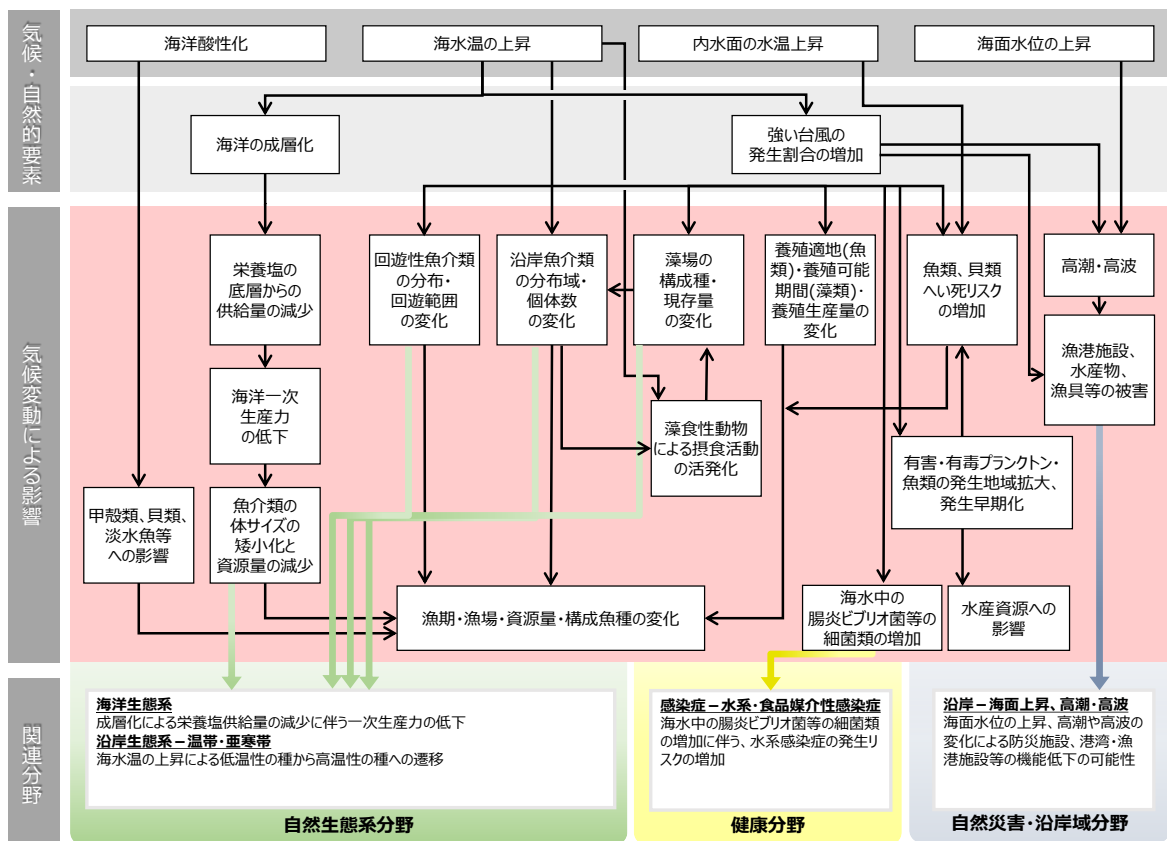 気候・自然的要素
海洋酸性化
海水温の上昇
内水面の水温上昇
海面水位の上昇
海洋の成層化
強い台風の
発生割合の増加
気候変動による影響
栄養塩の
底層からの
供給量の減少
回遊性魚介類
の分布・
回遊範囲
の変化
沿岸魚介類
の分布域・
個体数
の変化
藻場の
構成種・
現存量
の変化
養殖適地(魚
類)・養殖可能
期間(藻類)・
養殖生産量の
変化
魚類、貝類
へい死リスク
の増加
高潮・高波
漁港施設、
水産物、
漁具等の被害
海洋一次
生産力
の低下
藻食性動物
による摂食活動
の活発化
有害・有毒プランクトン・
魚類の発生地域拡大、
発生早期化
甲殻類、貝類、
淡水魚等
への影響
魚介類の
体サイズの
矮小化と
資源量の減少
漁期・漁場・資源量・構成魚種の変化
海水中の
腸炎ビブリオ菌等の
細菌類の増加
水産資源への
影響
関連分野
海洋生態系
成層化による栄養塩供給量の減少に伴う一次生産力の低下
沿岸生態系－温帯・亜寒帯
海水温の上昇による低温性の種から高温性の種への遷移
自然生態系分野
感染症－水系・食品媒介性感染症
海水中の腸炎ビブリオ菌等の細菌類
の増加に伴う、水系感染症の発生リ
スクの増加
健康分野
沿岸－海面上昇、高潮・高波
海面水位の上昇、高潮や高波の
変化による防災施設、港湾・漁
港施設等の機能低下の可能性
自然災害・沿岸域分野